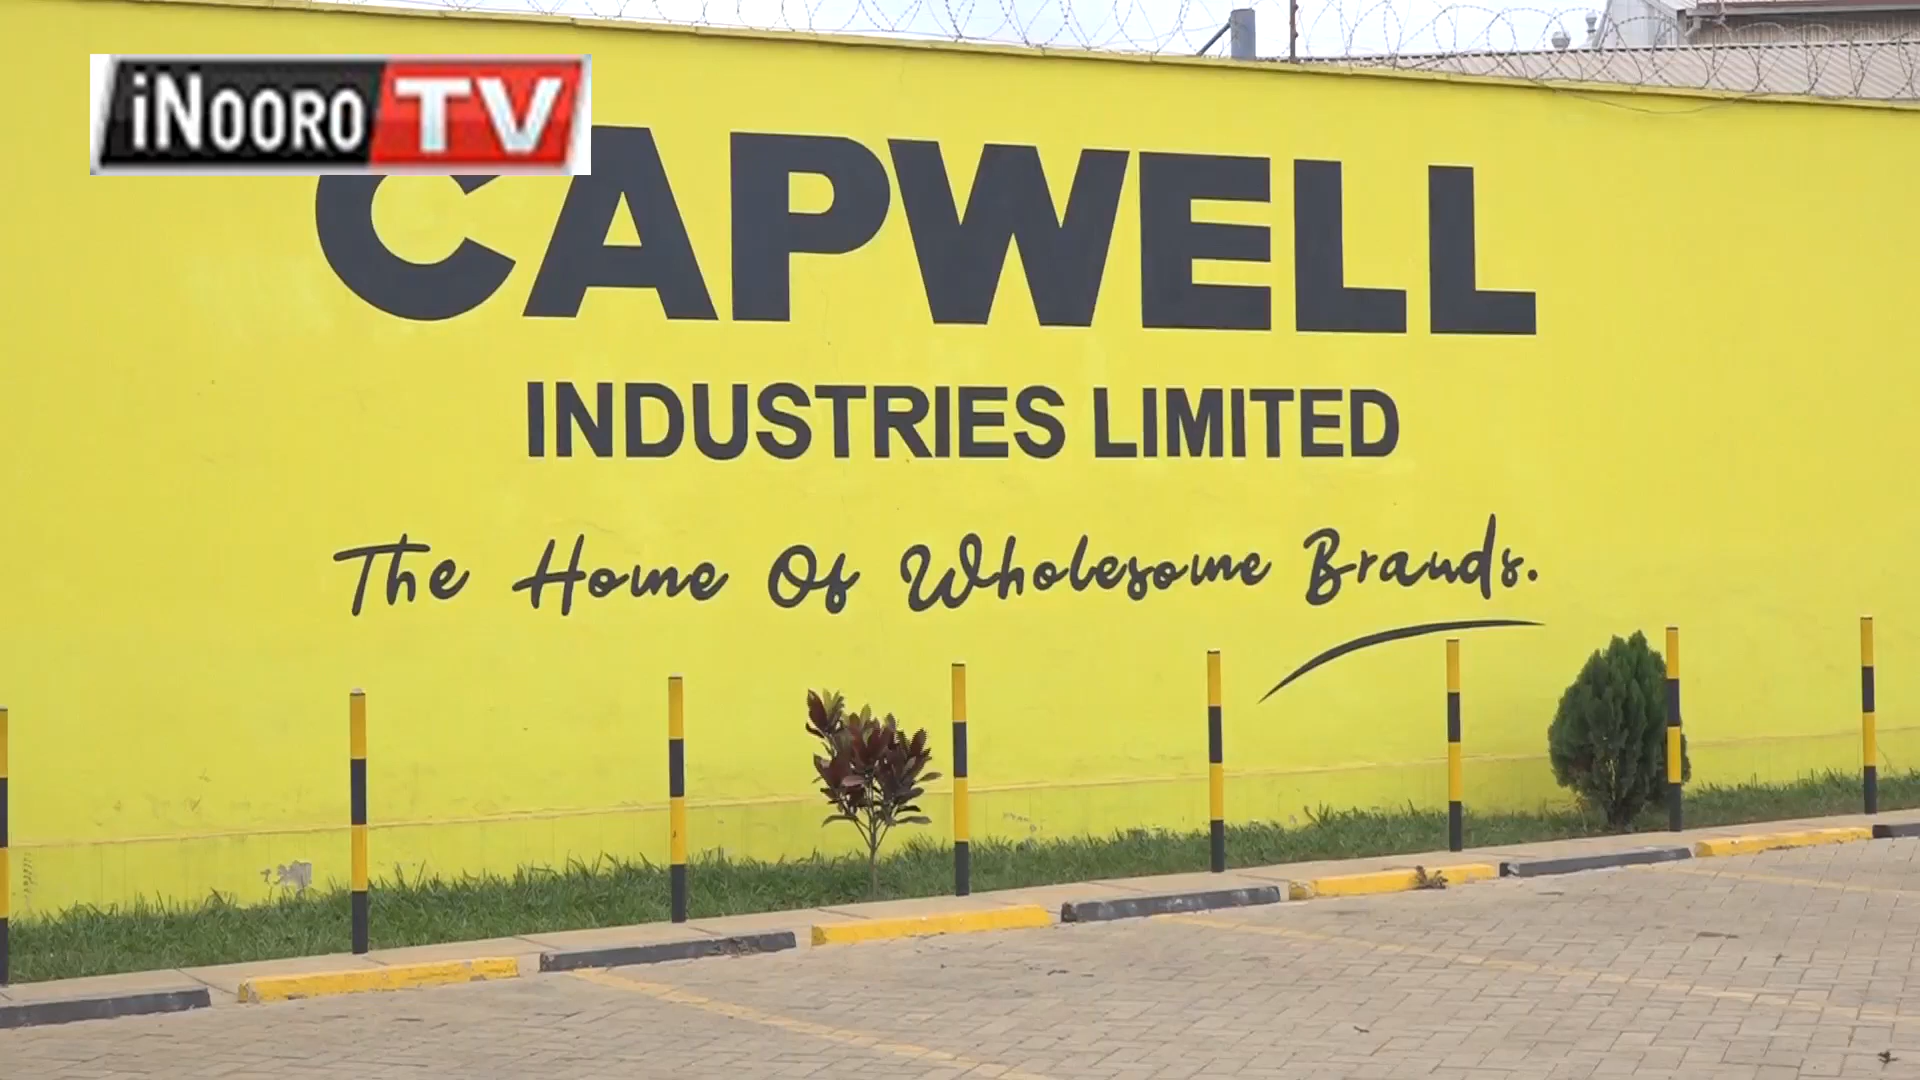 iNOORO TV
CAPWELL
INDUSTRIES LIMITED
The Home Of Wholesome Brands.